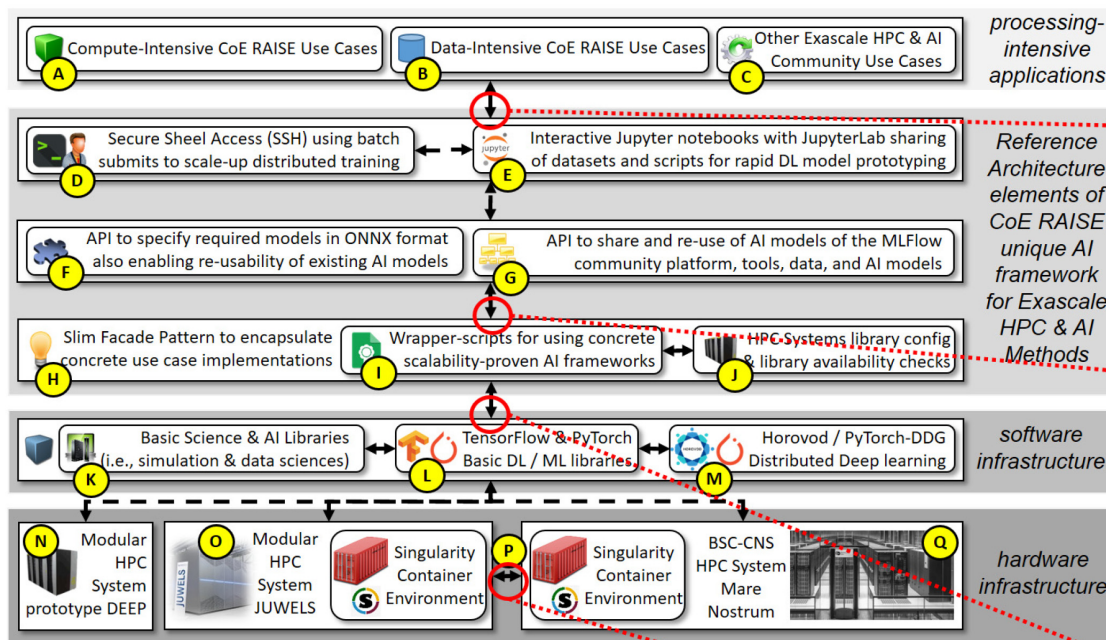 Compute-Intensive CoE RAISE Use Cases
A
Data-Intensive CoE RAISE Use Cases
B
Other Exascale HPC & AI
Community Use Cases
C
processing-
intensive
applications
Secure Sheel Access (SSH) using batch
submits to scale-up distributed training
D
jupyter
Interactive Jupyter notebooks with JupyterLab sharing
of datasets and scripts for rapid DL model prototyping
E
API to specify required models in ONNX format
also enabling re-usability of existing AI models
F
API to share and re-use of AI models of the MLFlow
community platform, tools, data, and AI models
G
Slim Facade Pattern to encapsulate
concrete use case implementations
H
Wrapper-scripts for using concrete
scalability-proven AI frameworks
I
HPC-Systems library config
& library availability checks
J
Reference
Architecture
elements of
CoE RAISE
unique AI
framework
for Exascale
HPC & AI
Methods
Basic Science & AI Libraries
(i.e., simulation & data sciences)
K
TensorFlow & PyTorch
Basic DL / ML libraries
L
HOROVOD
Horovod / PyTorch-DDG
Distributed Deep learning
M
software
infrastructure
N
Modular
HPC
System
prototype DEEP
JUWELS
O
Modular
HPC
System
JUWELS
Singularity
Container
Environment
S
P
Singularity
Container
Environment
S
BSC-CNS
HPC System
Mare
Nostrum
Q
hardware
infrastructure